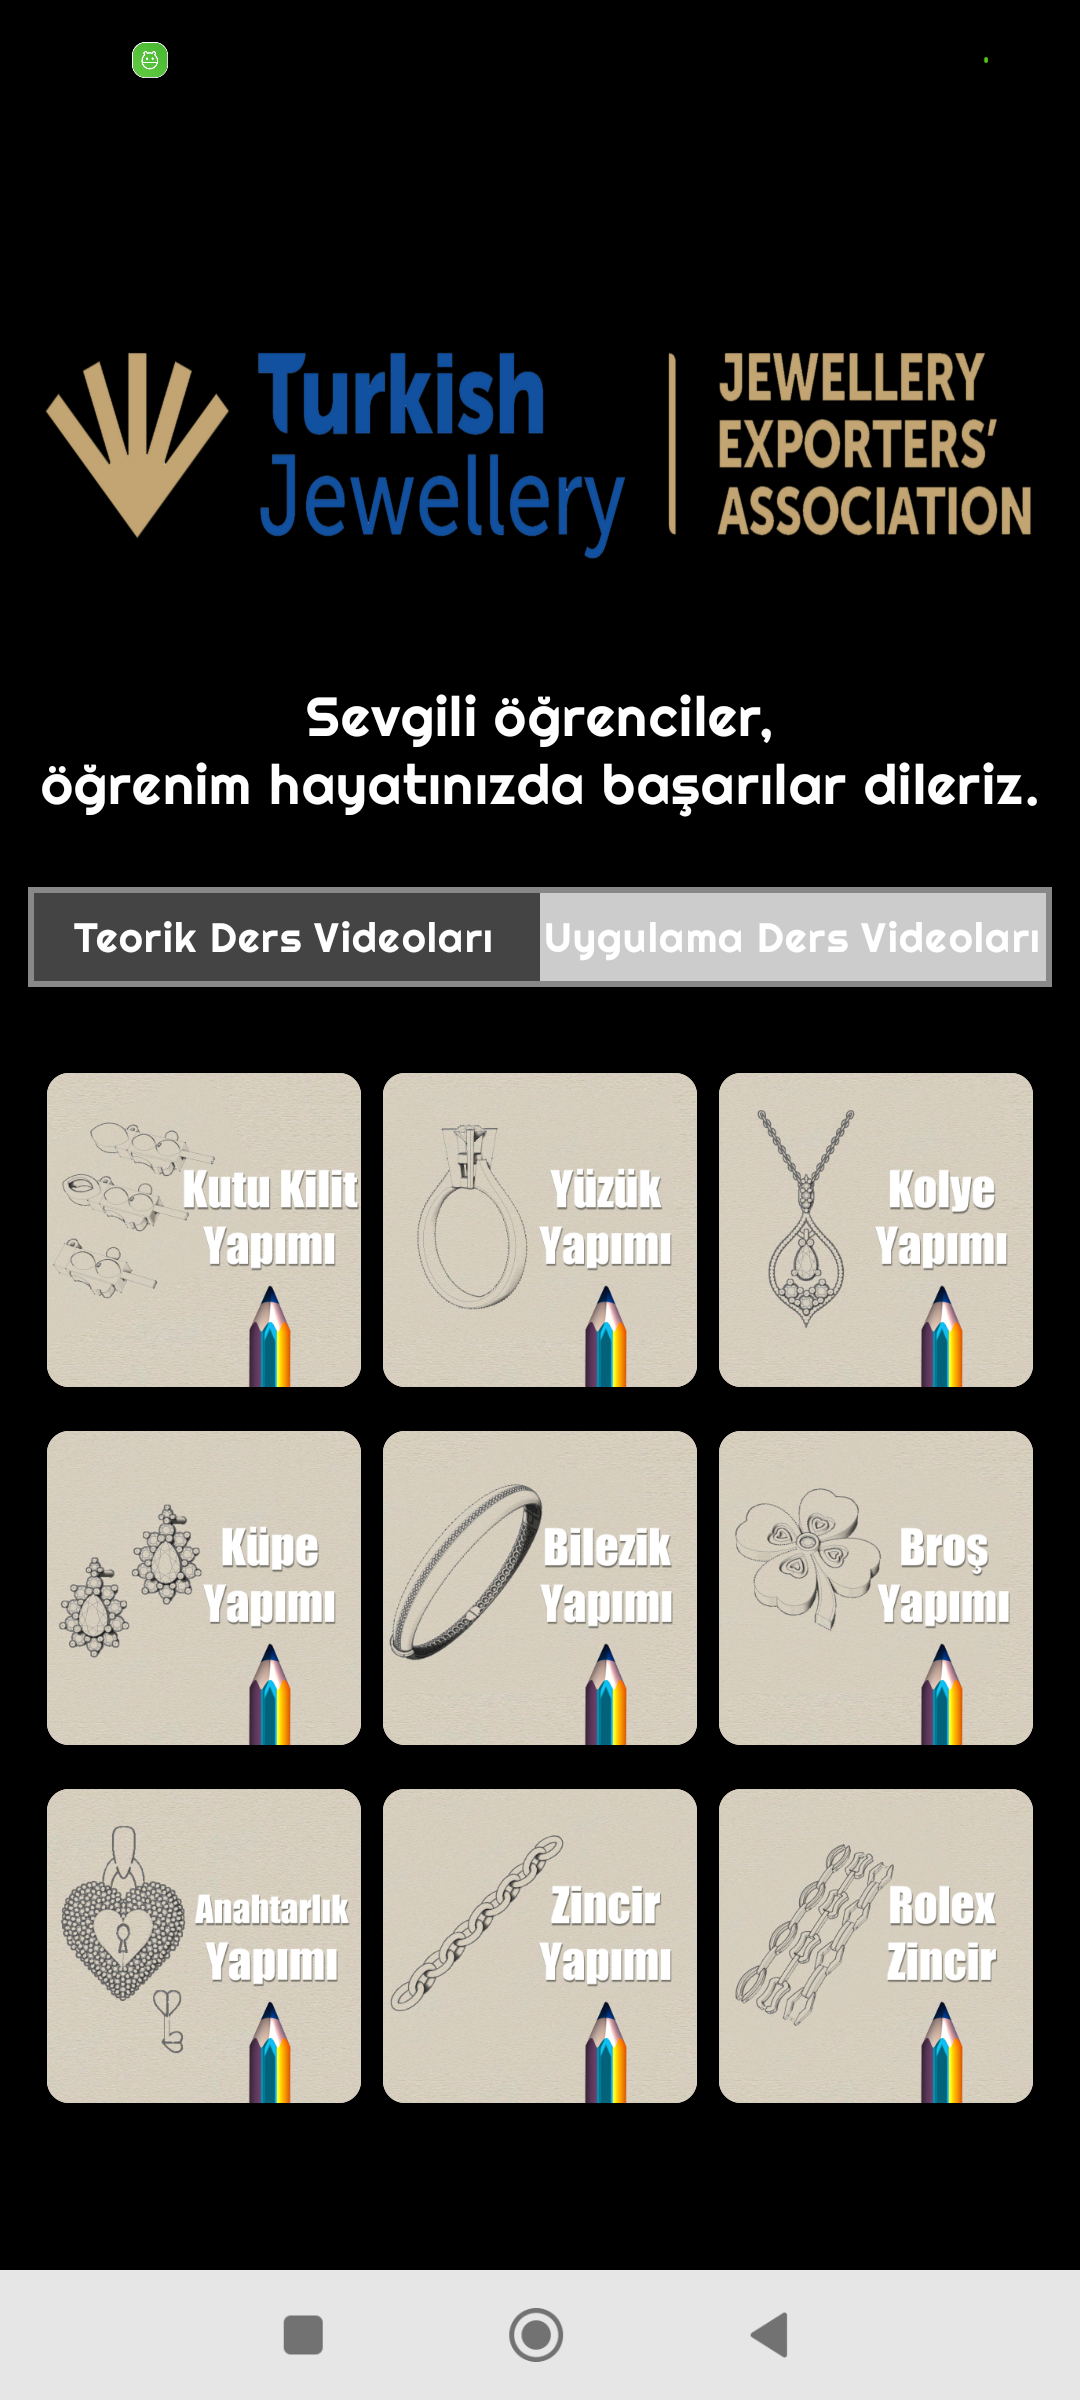 Turkish
Jewellery
JEWELLERY
EXPORTERS’
ASSOCIATION
Sevgili öğrenciler,
öğrenim hayatınızda başarılar dileriz.
Teorik Ders Videoları
Uygulama Ders Videoları
Kutu Kilit
Yapımı
Yüzük
Yapımı
Kolye
Yapımı
Küpe
Yapımı
Bilezik
Yapımı
Broş
Yapımı
Anahtarlık
Yapımı
Zincir
Yapımı
Rolex
Zincir